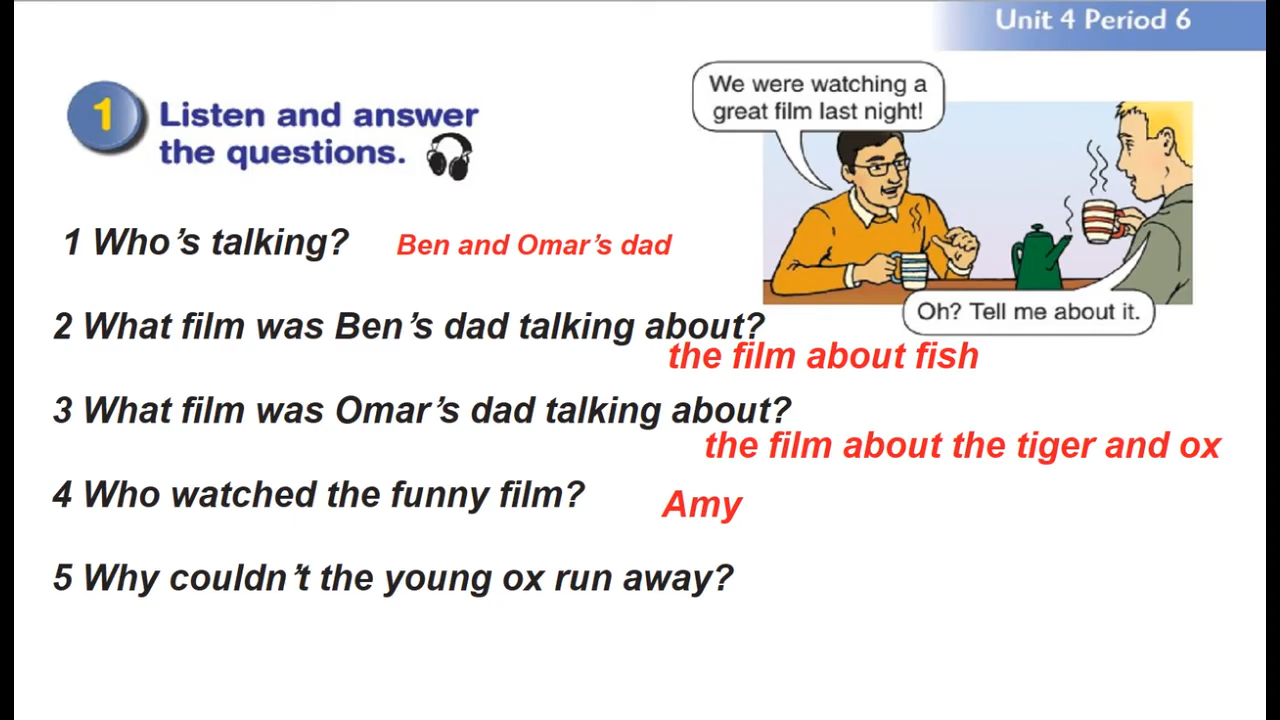 Unit 4 Period 6
We were watching a
great film last night!
1
Listen and answer
the questions.
1 Who's talking?
Ben and Omar's dad
2 What film was Ben's dad talking about?
Oh? Tell me about it.
the film about fish
3 What film was Omar's dad talking about?
the film about the tiger and ox
4 Who watched the funny film?
Amy
5 Why couldn't the young ox run away?